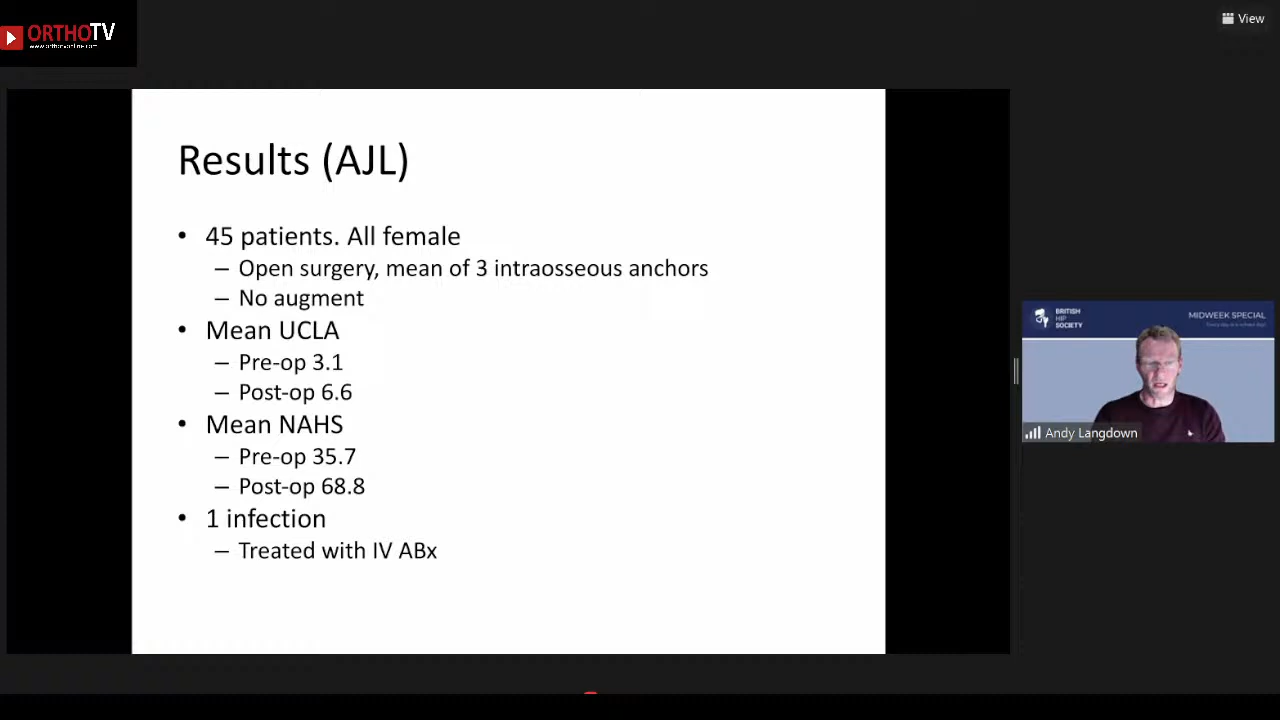 ORTHOTV
View
Results (AJL)
• 45 patients. All female
– Open surgery, mean of 3 intraosseous anchors
– No augment
• Mean UCLA
– Pre-op 3.1
– Post-op 6.6
• Mean NAHS
– Pre-op 35.7
– Post-op 68.8
• 1 infection
– Treated with IV ABx
BRITISH
HIP
SOCIETY
MIDWEEK SPECIAL
Andy Langdown